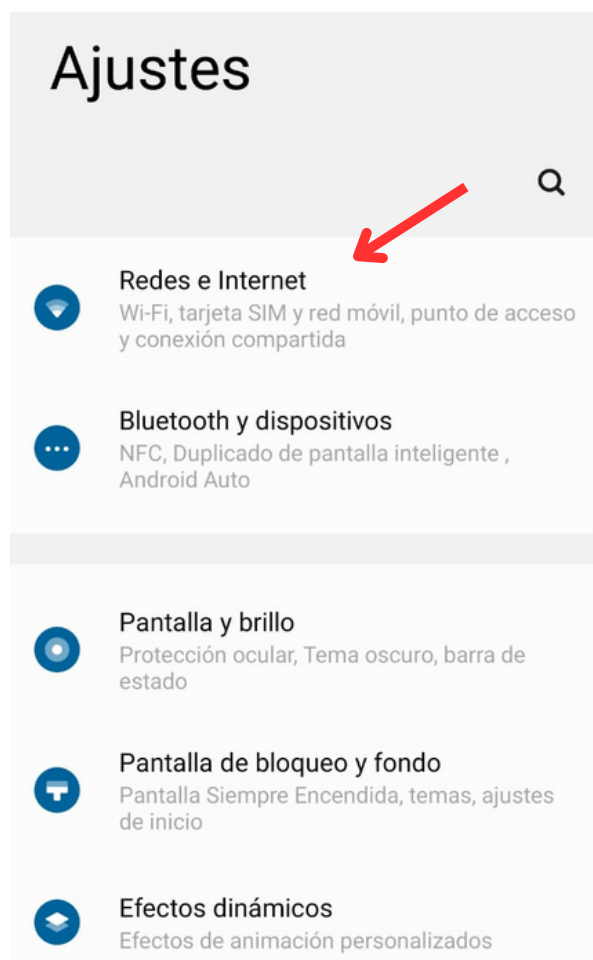 Ajustes
Redes e Internet
Wi-Fi, tarjeta SIM y red móvil, punto de acceso
y conexión compartida
Bluetooth y dispositivos
NFC, Duplicado de pantalla inteligente ,
Android Auto
Pantalla y brillo
Protección ocular, Tema oscuro, barra de
estado
Pantalla de bloqueo y fondo
Pantalla Siempre Encendida, temas, ajustes
de inicio
Efectos dinámicos
Efectos de animación personalizados